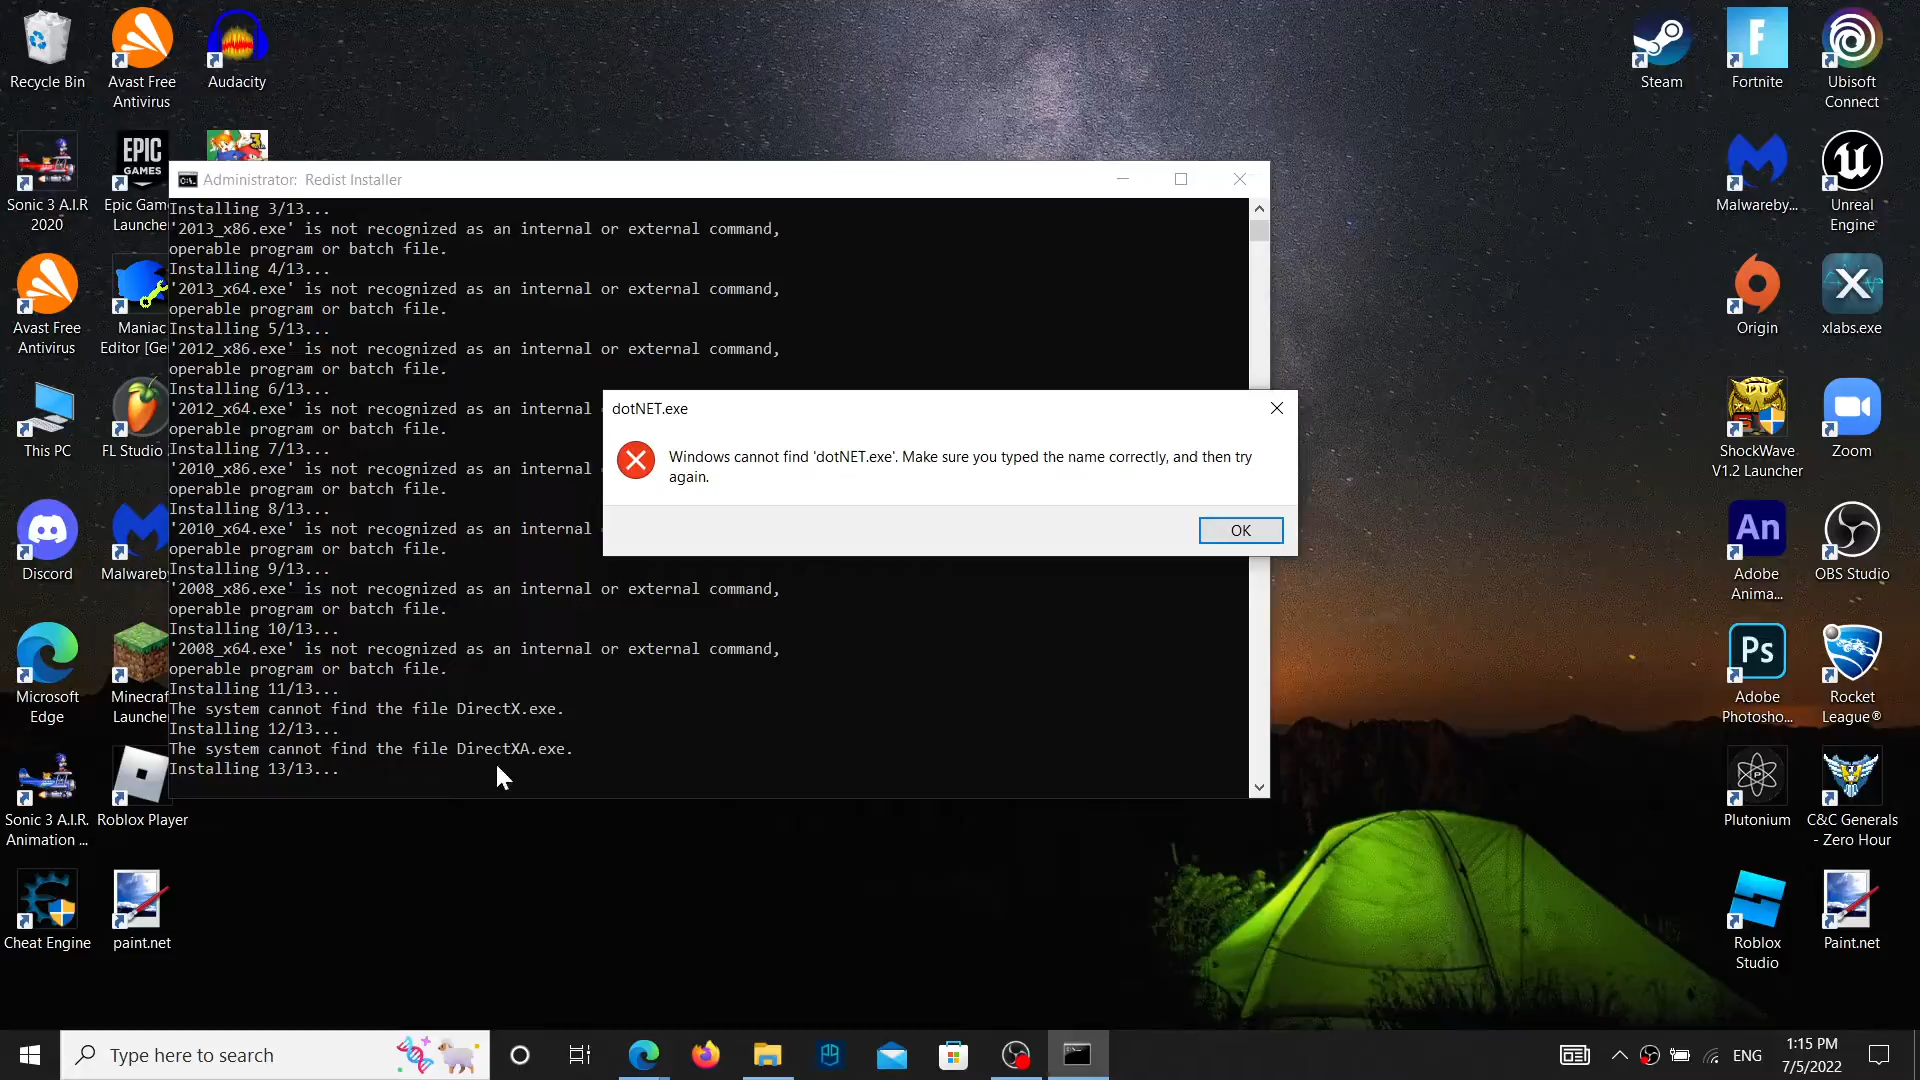 Recycle Bin
Avast Free
Antivirus
Audacity
Steam
Fortnite
Ubisoft
Connect
EPIC
GAMES
3
Sonic 3 A.I.R
2020
Epic Gam
Launche
Malwareby...
Unreal
Engine
Administrator:  Redist Installer
Installing 3/13...
'2013_x86.exe' is not recognized as an internal or external command,
operable program or batch file.
Installing 4/13...
'2013_x64.exe' is not recognized as an internal or external command,
operable program or batch file.
Installing 5/13...
'2012_x86.exe' is not recognized as an internal or external command,
operable program or batch file.
Installing 6/13...
'2012_x64.exe' is not recognized as an internal
operable program or batch file.
Installing 7/13...
'2010_x86.exe' is not recognized as an internal
operable program or batch file.
Installing 8/13...
'2010_x64.exe' is not recognized as an internal
operable program or batch file.
Installing 9/13...
'2008_x86.exe' is not recognized as an internal or external command,
operable program or batch file.
Installing 10/13...
'2008_x64.exe' is not recognized as an internal or external command,
operable program or batch file.
Installing 11/13...
The system cannot find the file DirectX.exe.
Installing 12/13...
The system cannot find the file DirectXA.exe.
Installing 13/13...
dotNET.exe
Windows cannot find 'dotNET.exe'. Make sure you typed the name correctly, and then try
again.
OK
Avast Free
Antivirus
Maniac
Editor [Ge
Origin
xlabs.exe
This PC
FL Studio
ShockWave
V1.2 Launcher
Zoom
Discord
Malwareb
An
Adobe
Anima...
OBS Studio
Microsoft
Edge
Minecraf
Launche
Ps
Adobe
Photosho...
Rocket
League®
Sonic 3 A.I.R.
Animation ...
Roblox Player
Plutonium
C&C Generals
- Zero Hour
Cheat Engine
paint.net
Roblox
Studio
Paint.net
Type here to search
ENG
1:15 PM
7/5/2022